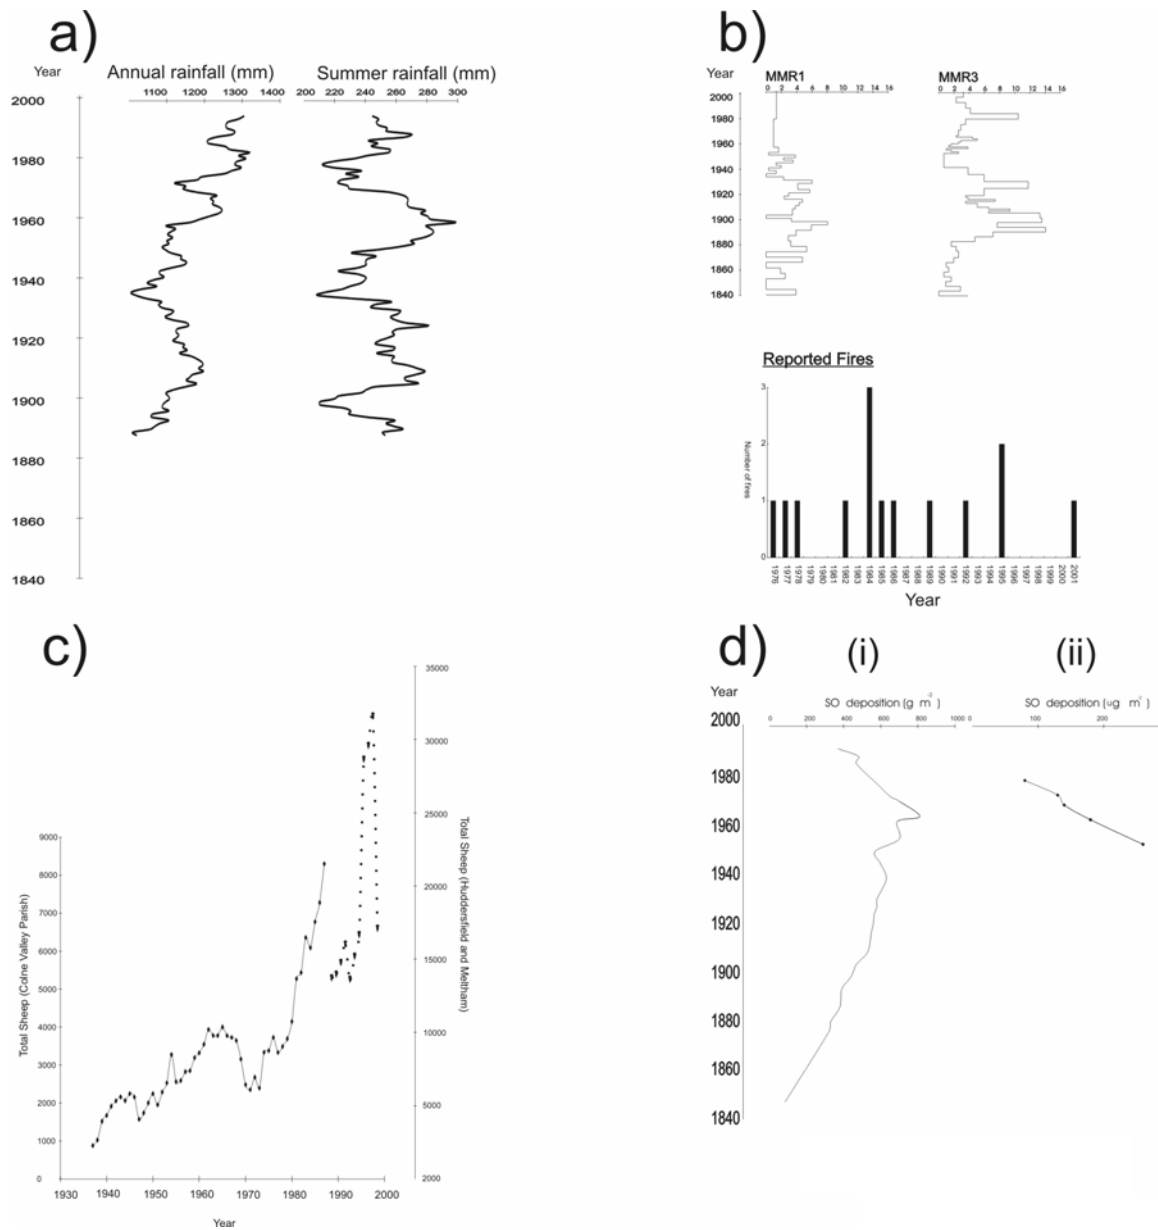 a)
Year
Annual rainfall (mm)
Summer rainfall (mm)
1100 1200 1300 1400
200 220 240 260 280 300
2000
1980
1960
1940
1920
1900
1880
1860
1840
b)
Year
MMR1
MMR3
0 2 4 6 8 10 12 14 16
0 2 4 6 8 10 12 14 16
2000
1980
1960
1940
1920
1900
1880
1860
1840
Reported Fires
Number of fires
3
2
1
0
1976 1977 1978 1980 1981 1982 1983 1984 1985 1986 1987 1988 1989 1990 1991 1992 1993 1994 1995 1996 1997 1998 1999 2000 2001
Year
c)
Total Sheep (Colne Valley Parish)
9000
8000
7000
6000
5000
4000
3000
2000
1000
0
1930 1940 1950 1960 1970 1980 1990 2000
Year
35000
30000
25000
20000
15000
10000
5000
2000
Total Sheep (Huddersfield and Meltham)
d)
(i)
(ii)
Year
SO deposition (g m⁻²)
SO deposition (ug m
0 200 400 600 800 1000
0 100 200
2000
1980
1960
1940
1920
1900
1880
1860
1840